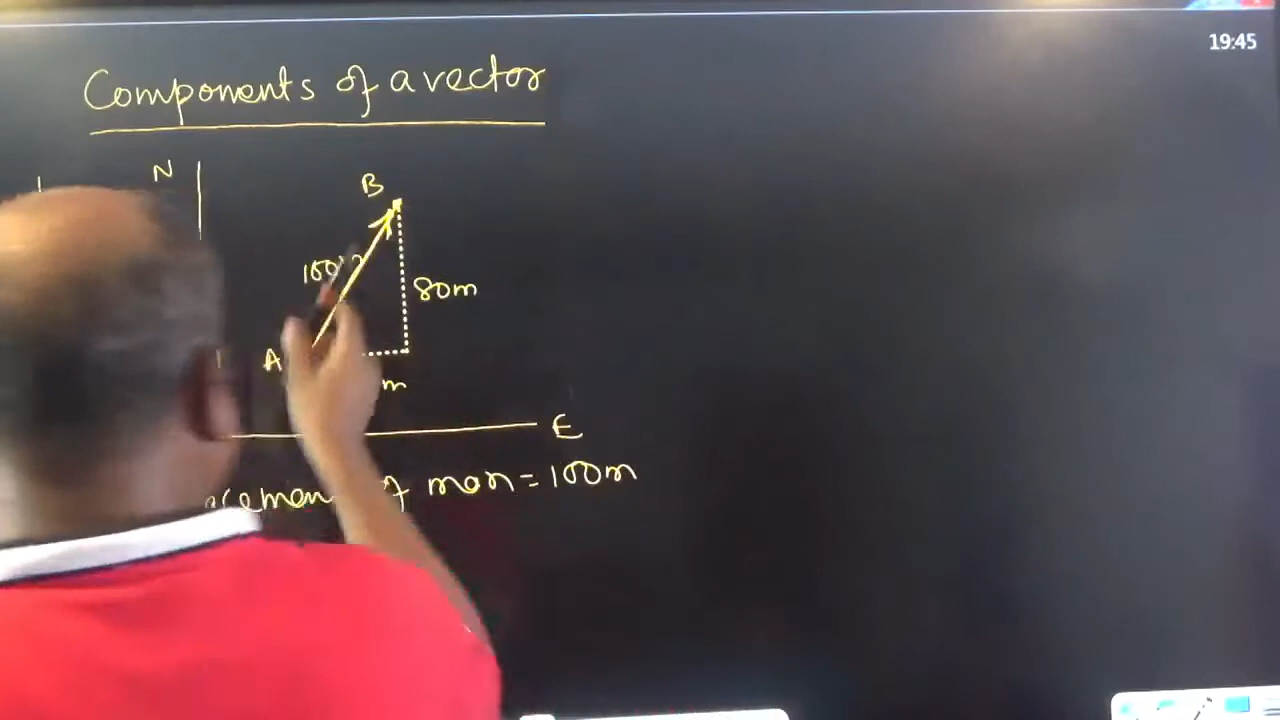 19:45
Components of a vector
N
B
80m
A
m
E
of man = 100m